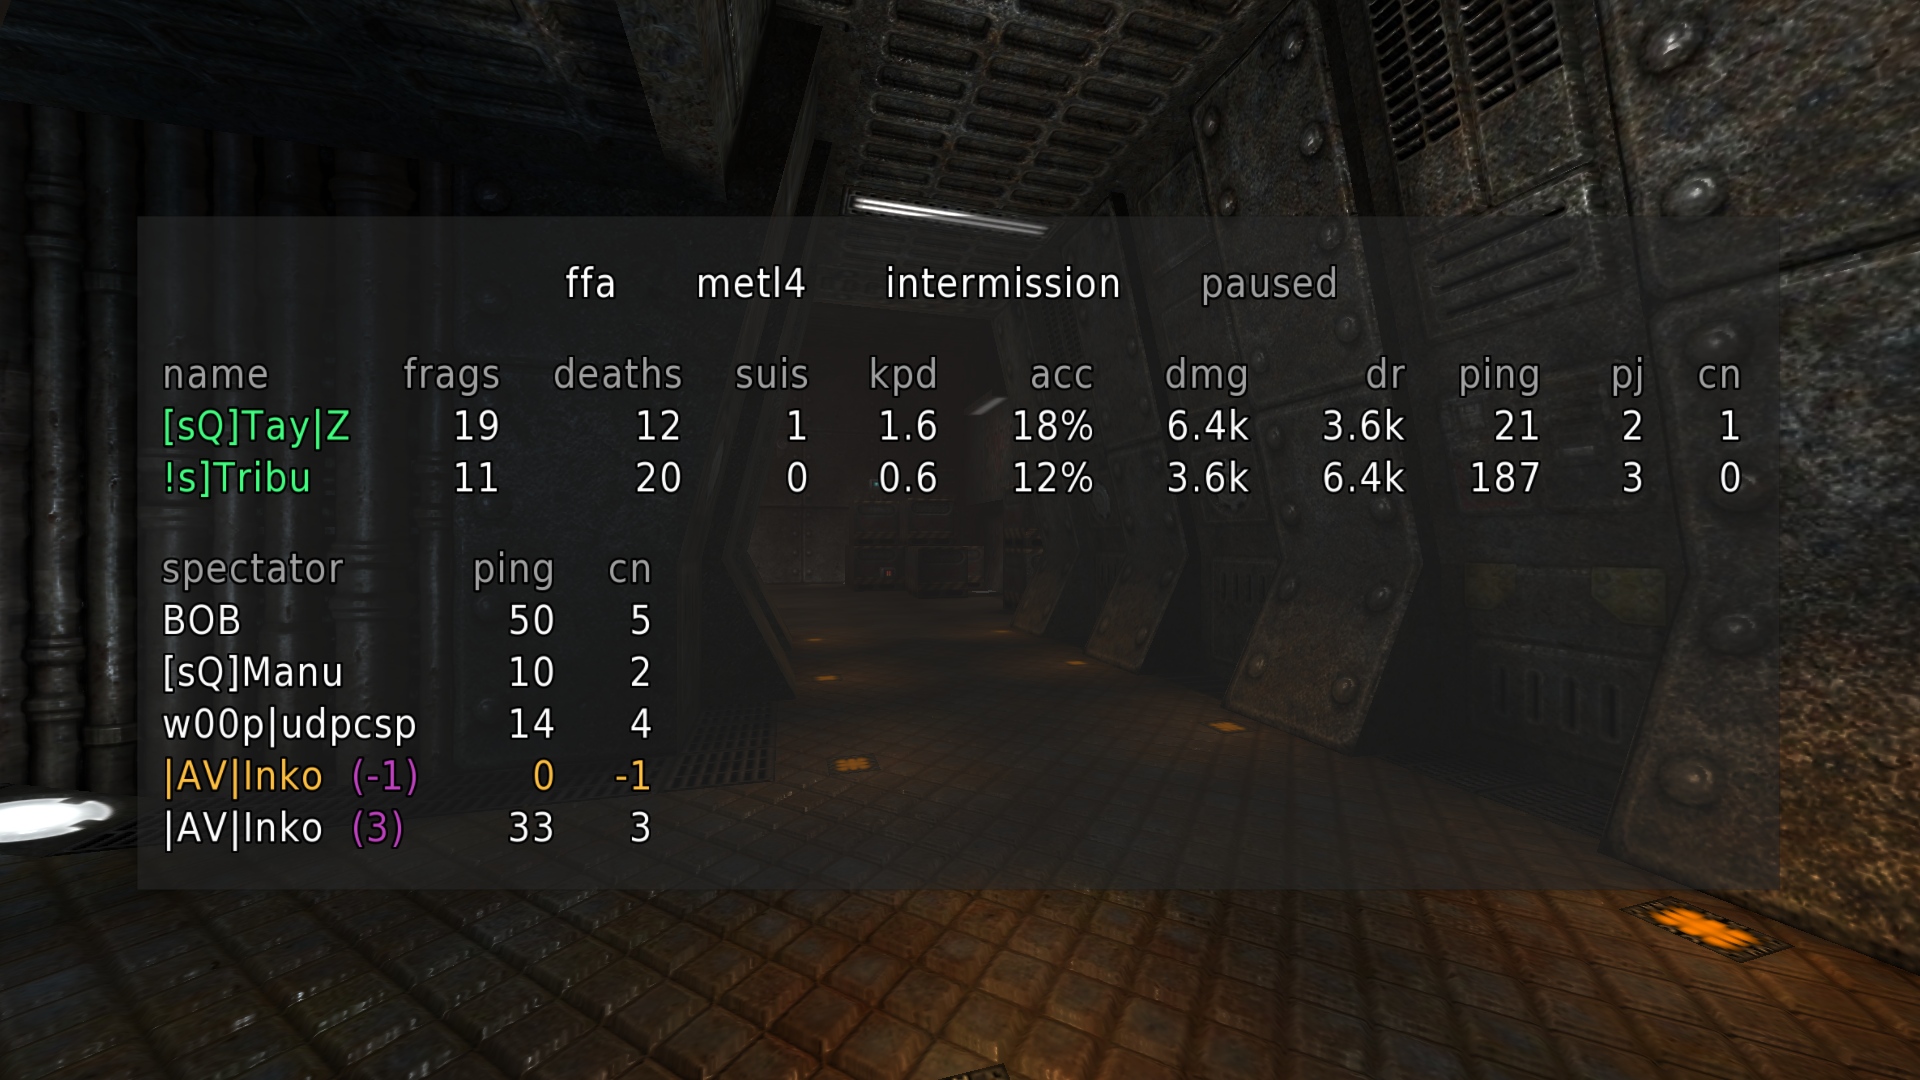 ffa metl4 intermission paused
name frags deaths suis kpd acc dmg dr ping pj cn
[sQ]Tay|Z 19 12 1 1.6 18% 6.4k 3.6k 21 2 1
!s]Tribu 11 20 0 0.6 12% 3.6k 6.4k 187 3 0
spectator ping cn
BOB 50 5
[sQ]Manu 10 2
w00p|udpcsp 14 4
|AV|Inko (-1) 0 -1
|AV|Inko (3) 33 3